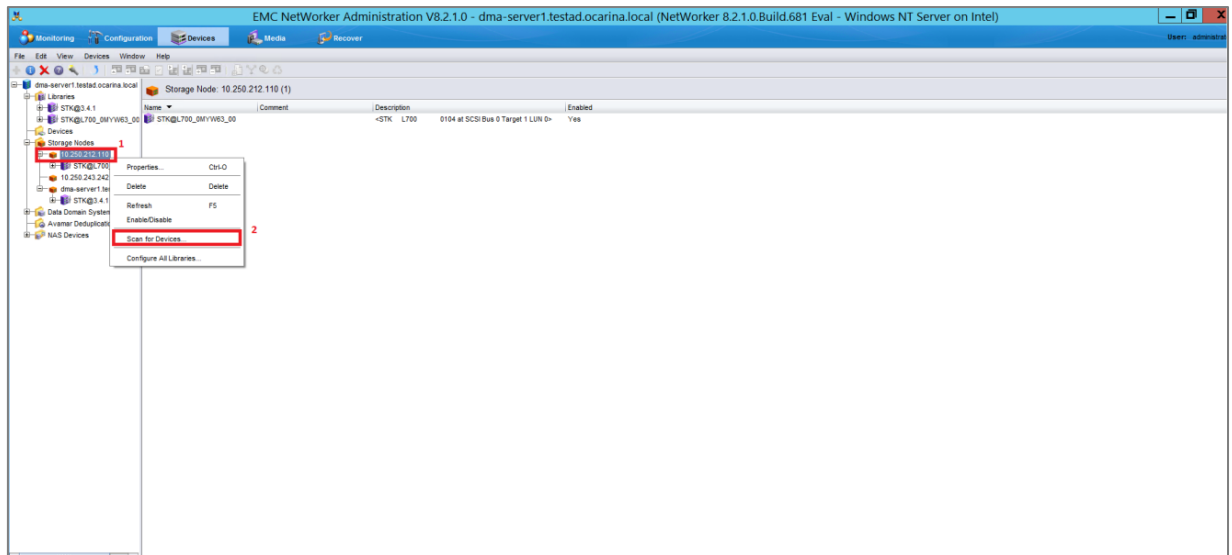 EMC NetWorker Administration V8.2.1.0 - dma-server1.testad.ocarina.local (NetWorker 8.2.1.0.Build.681 Eval - Windows NT Server on Intel)
Monitoring Configuration Devices Media Recover User: administrat
File Edit View Devices Window Help
dma-server1.testad.ocarina.local
Libraries
STK@3.4.1
STK@L700_0MYW63_00
Devices
Storage Nodes 1
10.250.212.110
STK@L700
10.250.243.242
dma-server1.te
STK@3.4.1
Data Domain System
Avamar Deduplicati
NAS Devices
Storage Node: 10.250.212.110 (1)
Name Comment Description Enabled
STK@L700_0MYW63_00 <STK L700 0104 at SCSI Bus 0 Target 1 LUN 0> Yes
Properties... Ctrl-O
Delete Delete
Refresh F5
Enable/Disable
Scan for Devices... 2
Configure All Libraries...